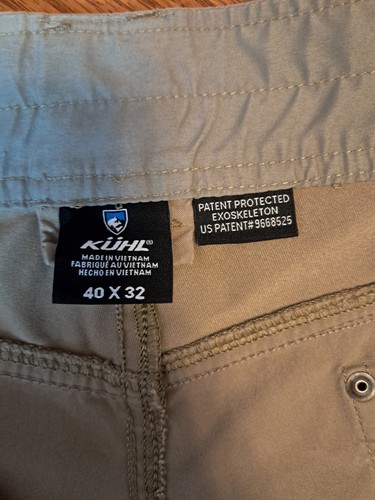 KÜHL®
MADE IN VIETNAM
FABRIQUÉ AU VIETNAM
HECHO EN VIETNAM
40 X 32
PATENT PROTECTED
EXOSKELETON
US PATENT# 9668525